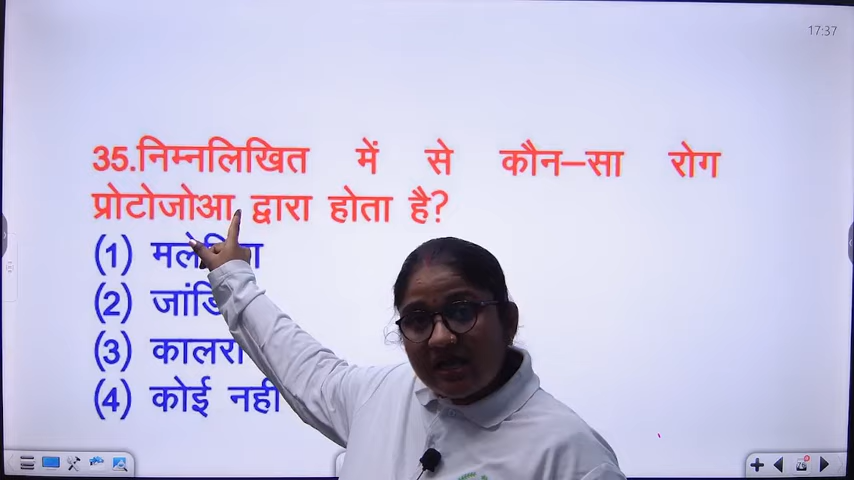 17:37
35.निम्नलिखित में से कौन–सा रोग
प्रोटोजोआ द्वारा होता है?
(1)
(2)
(3) कालरा
(4) कोई नही